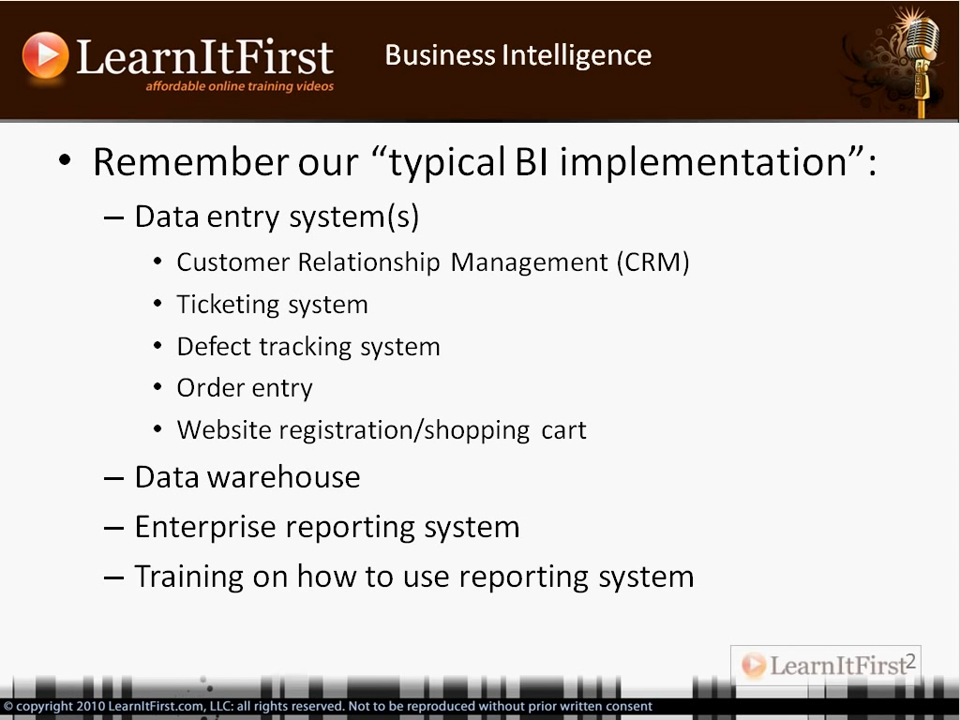 LearnItFirst
affordable online training videos
Business Intelligence
• Remember our “typical BI implementation”:
– Data entry system(s)
• Customer Relationship Management (CRM)
• Ticketing system
• Defect tracking system
• Order entry
• Website registration/shopping cart
– Data warehouse
– Enterprise reporting system
– Training on how to use reporting system
LearnItFirst 2
© copyright 2010 LearnItFirst.com, LLC: all rights reserved. Not to be reproduced without prior written consent